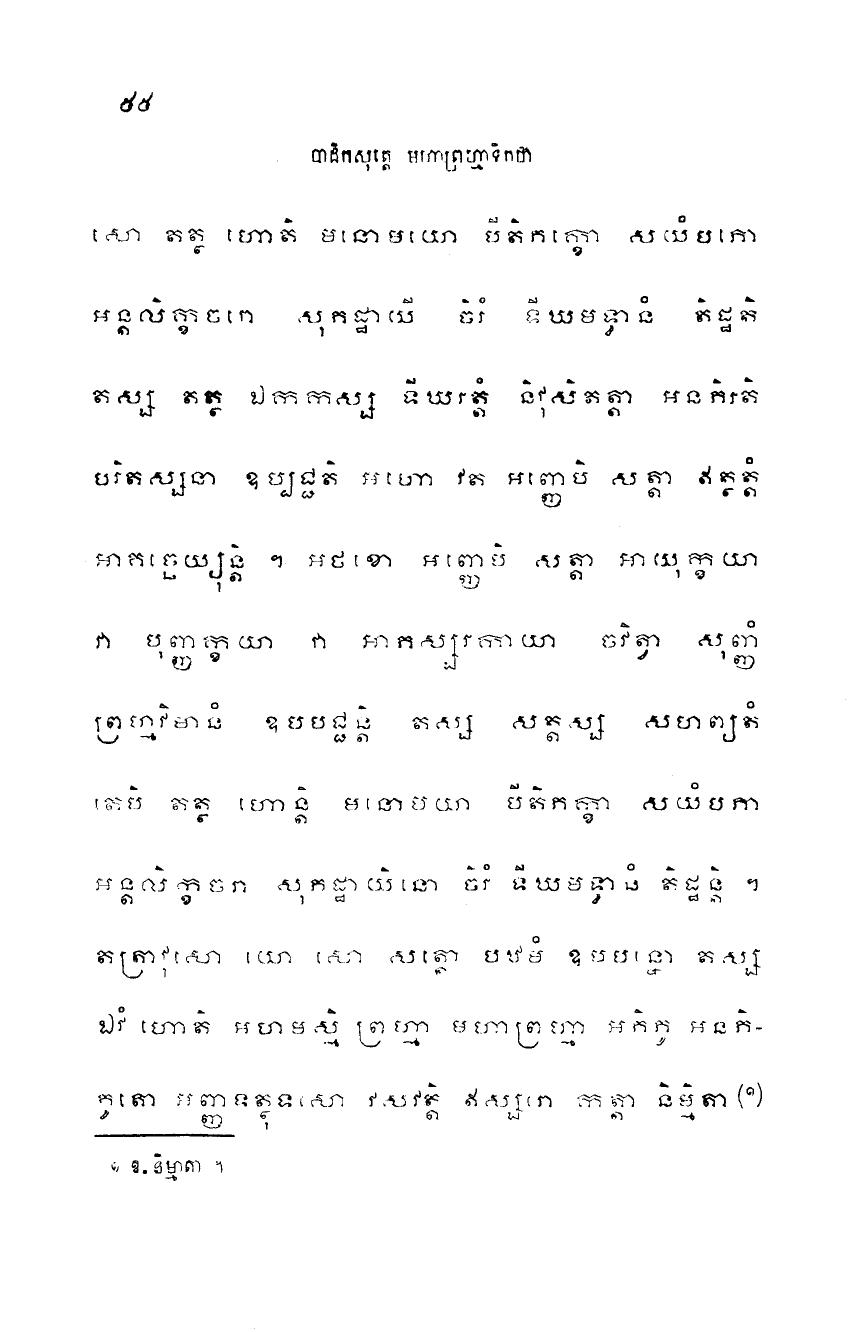 ៥៤
បាដិកសុត្តេ មហាព្រហ្មាទិកថា
សោ តត្ថ ហោតិ មនោមយោ បីតិភក្ខោ សយំបភោ
អន្តលិក្ខចរោ សុភដ្ឋាយី ចិរំ ទីឃមទ្ធានំ តិដ្ឋតិ
តស្ស តត្ថ ឯកកស្ស ទីឃរត្តំ និវុសិតត្តា អនភិរតិ
បរិតស្សនា ឧប្បជ្ជតិ អហោ វត អញ្ញេបិ សត្តា ឥត្ថត្តំ
អាគច្ឆេយ្យុន្តិ ។ អថខោ អញ្ញេបិ សត្តា អាយុក្ខយា
វា បុញ្ញក្ខយា វា អាភស្សរកាយា ចវិត្វា សុញ្ញំ
ព្រហ្មវិមានំ ឧបបជ្ជន្តិ តស្ស សត្តស្ស សហព្យតំ
តេបិ តត្ថ ហោន្តិ មនោមយា បីតិភក្ខា សយំបភា
អន្តលិក្ខចរា សុភដ្ឋាយិនោ ចិរំ ទីឃមទ្ធានំ តិដ្ឋន្តិ ។
តត្រាវុសោ យោ សោ សត្តោ បឋមំ ឧបបន្នោ តស្ស
ឯវំ ហោតិ អហមស្មិ ព្រហ្មា មហាព្រហ្មា អភិភូ អនភិ-
ភូតោ អញ្ញទត្ថុទសោ វសវត្តិ ឥស្សរោ កត្តា និម្មិតា (១)
១ ឱ. និម្មាតា ។